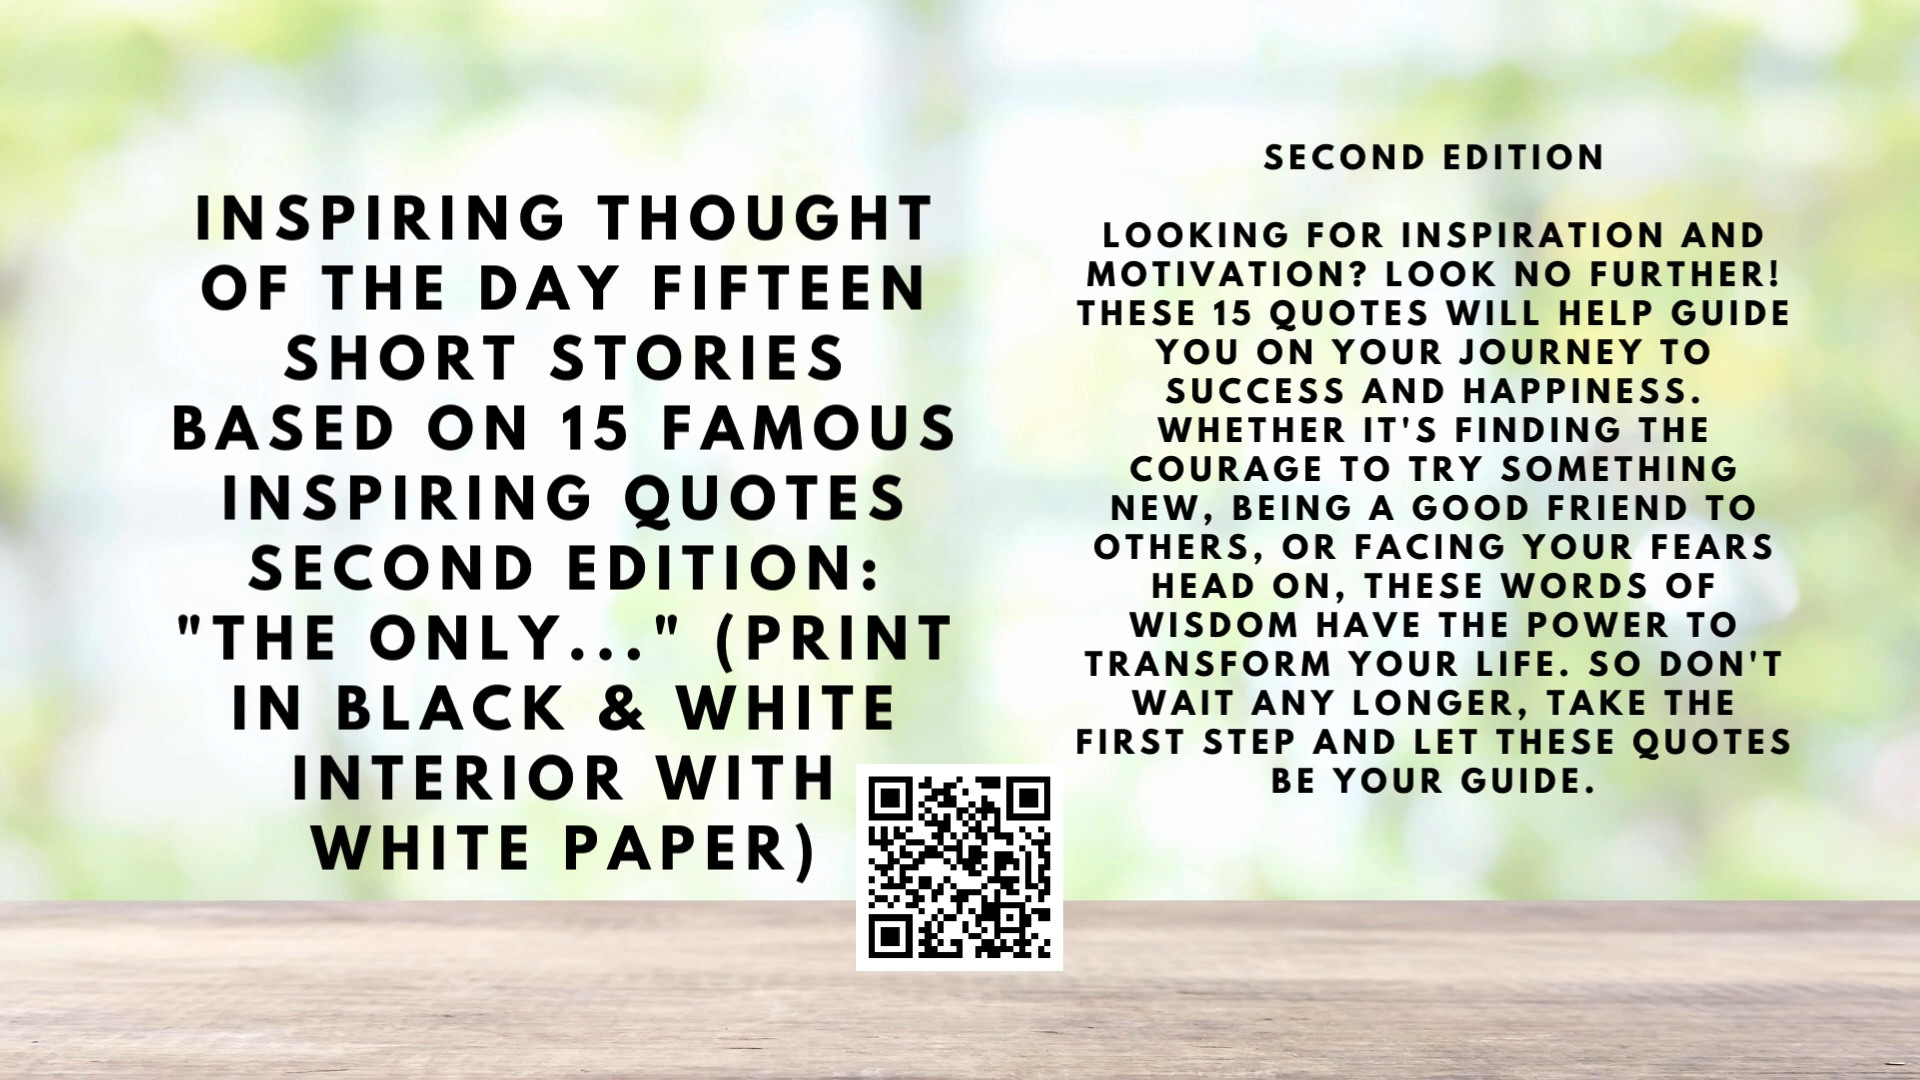 INSPIRING THOUGHT
OF THE DAY FIFTEEN
SHORT STORIES
BASED ON 15 FAMOUS
INSPIRING QUOTES
SECOND EDITION:
"THE ONLY..." (PRINT
IN BLACK & WHITE
INTERIOR WITH
WHITE PAPER)
SECOND EDITION
LOOKING FOR INSPIRATION AND
MOTIVATION? LOOK NO FURTHER!
THESE 15 QUOTES WILL HELP GUIDE
YOU ON YOUR JOURNEY TO
SUCCESS AND HAPPINESS.
WHETHER IT'S FINDING THE
COURAGE TO TRY SOMETHING
NEW, BEING A GOOD FRIEND TO
OTHERS, OR FACING YOUR FEARS
HEAD ON, THESE WORDS OF
WISDOM HAVE THE POWER TO
TRANSFORM YOUR LIFE. SO DON'T
WAIT ANY LONGER, TAKE THE
FIRST STEP AND LET THESE QUOTES
BE YOUR GUIDE.